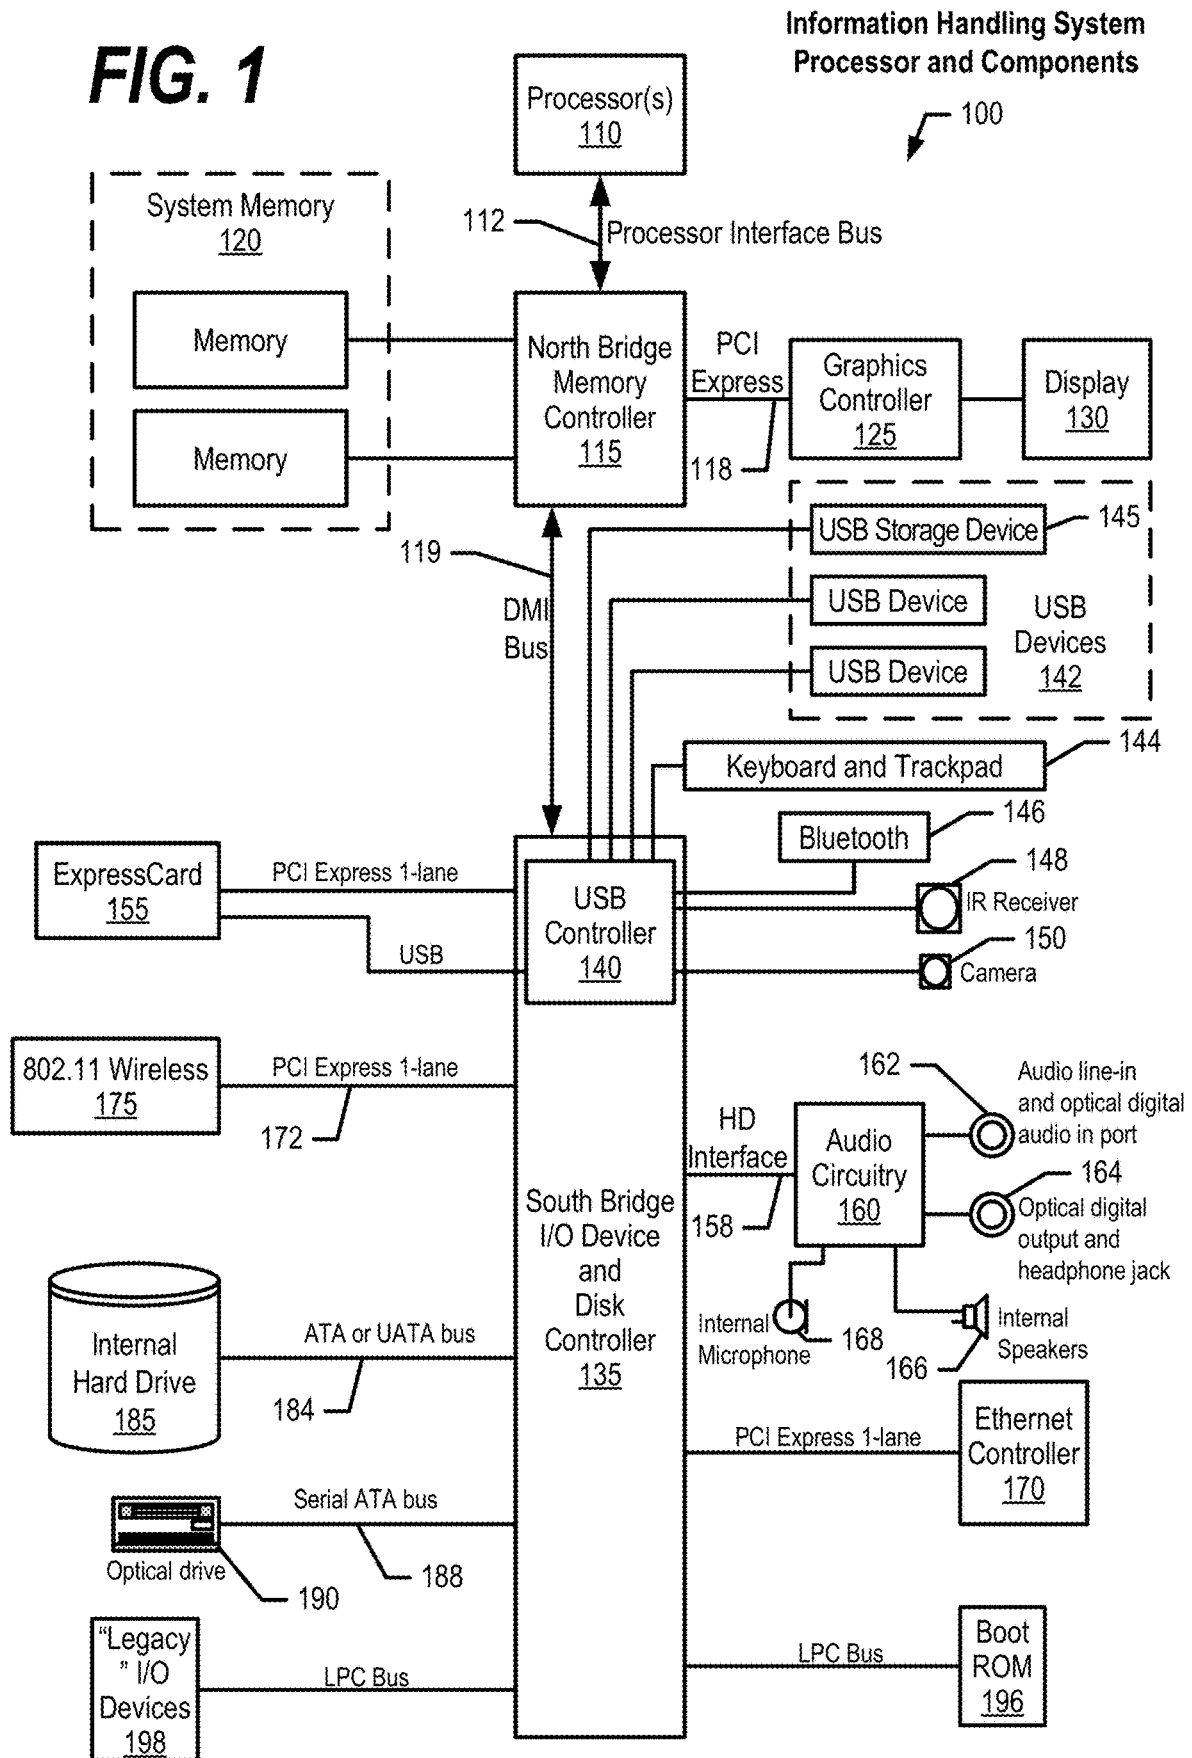 Information Handling System
Processor and Components
FIG. 1
100
Processor(s)
110
System Memory
120
112
Processor Interface Bus
Memory
Memory
North Bridge
Memory
Controller
115
PCI
Express
118
Graphics
Controller
125
Display
130
119
DMI
Bus
USB Storage Device
145
USB Device
USB Device
USB
Devices
142
Keyboard and Trackpad
144
Bluetooth
146
148
IR Receiver
150
Camera
ExpressCard
155
PCI Express 1-lane
USB
USB
Controller
140
802.11 Wireless
175
PCI Express 1-lane
172
HD
Interface
158
Audio
Circuitry
160
162
Audio line-in
and optical digital
audio in port
164
Optical digital
output and
headphone jack
South Bridge
I/O Device
and
Disk
Controller
135
Internal
Microphone
168
166
Internal
Speakers
Internal
Hard Drive
185
ATA or UATA bus
184
PCI Express 1-lane
Ethernet
Controller
170
Serial ATA bus
188
Optical drive
190
“Legacy
” I/O
Devices
198
LPC Bus
LPC Bus
Boot
ROM
196